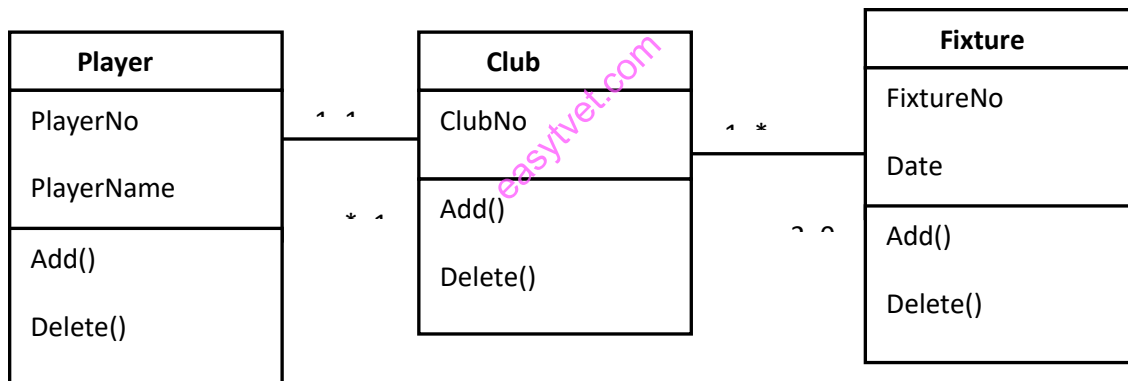 Player
PlayerNo
PlayerName
Add()
Delete()
Club
ClubNo
Add()
Delete()
Fixture
FixtureNo
Date
Add()
Delete()
easytvet.com